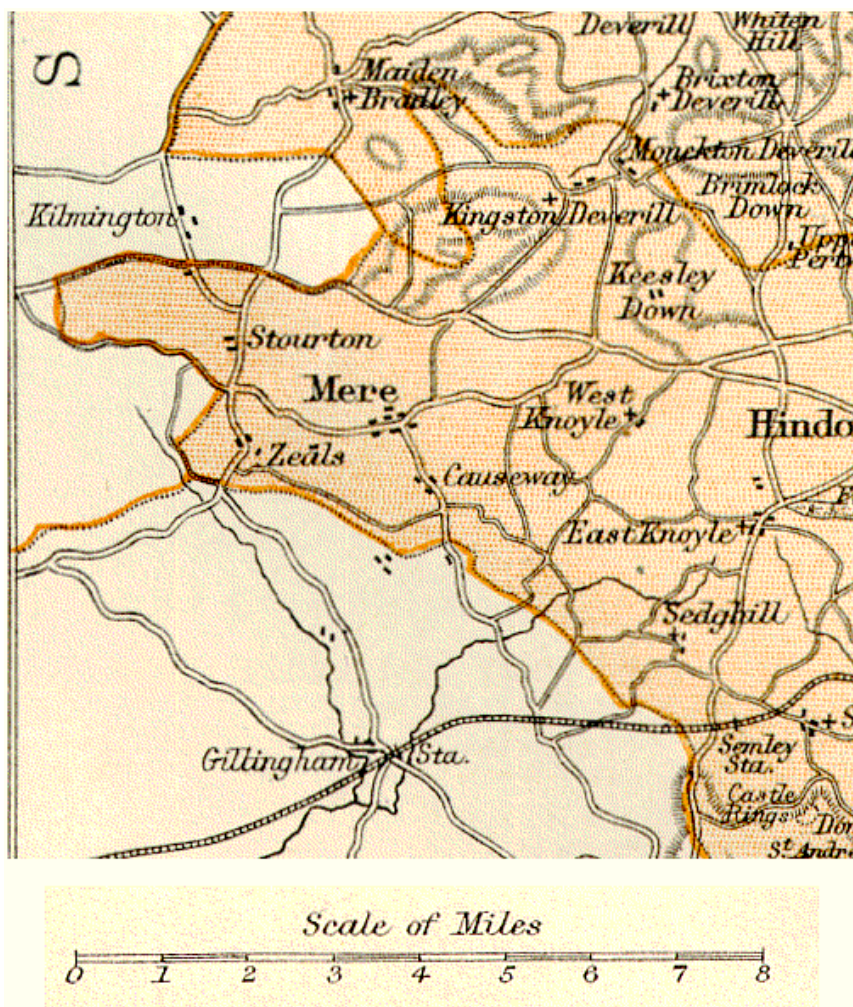 S
Deverill
Whiten
Hill
Maiden
Bradley
Brixton
Deverill
Monckton Deverill
Brimlock
Down
Kilmington
Kingston Deverill
Keesley
Down
Stourton
Mere
West
Knoyle
Hindo
Zeals
Causeway
East Knoyle
Sedghill
Gillingham Sta.
Semley
Sta.
S
Castle
Rings
Don
St Andre
Scale of Miles
0 1 2 3 4 5 6 7 8